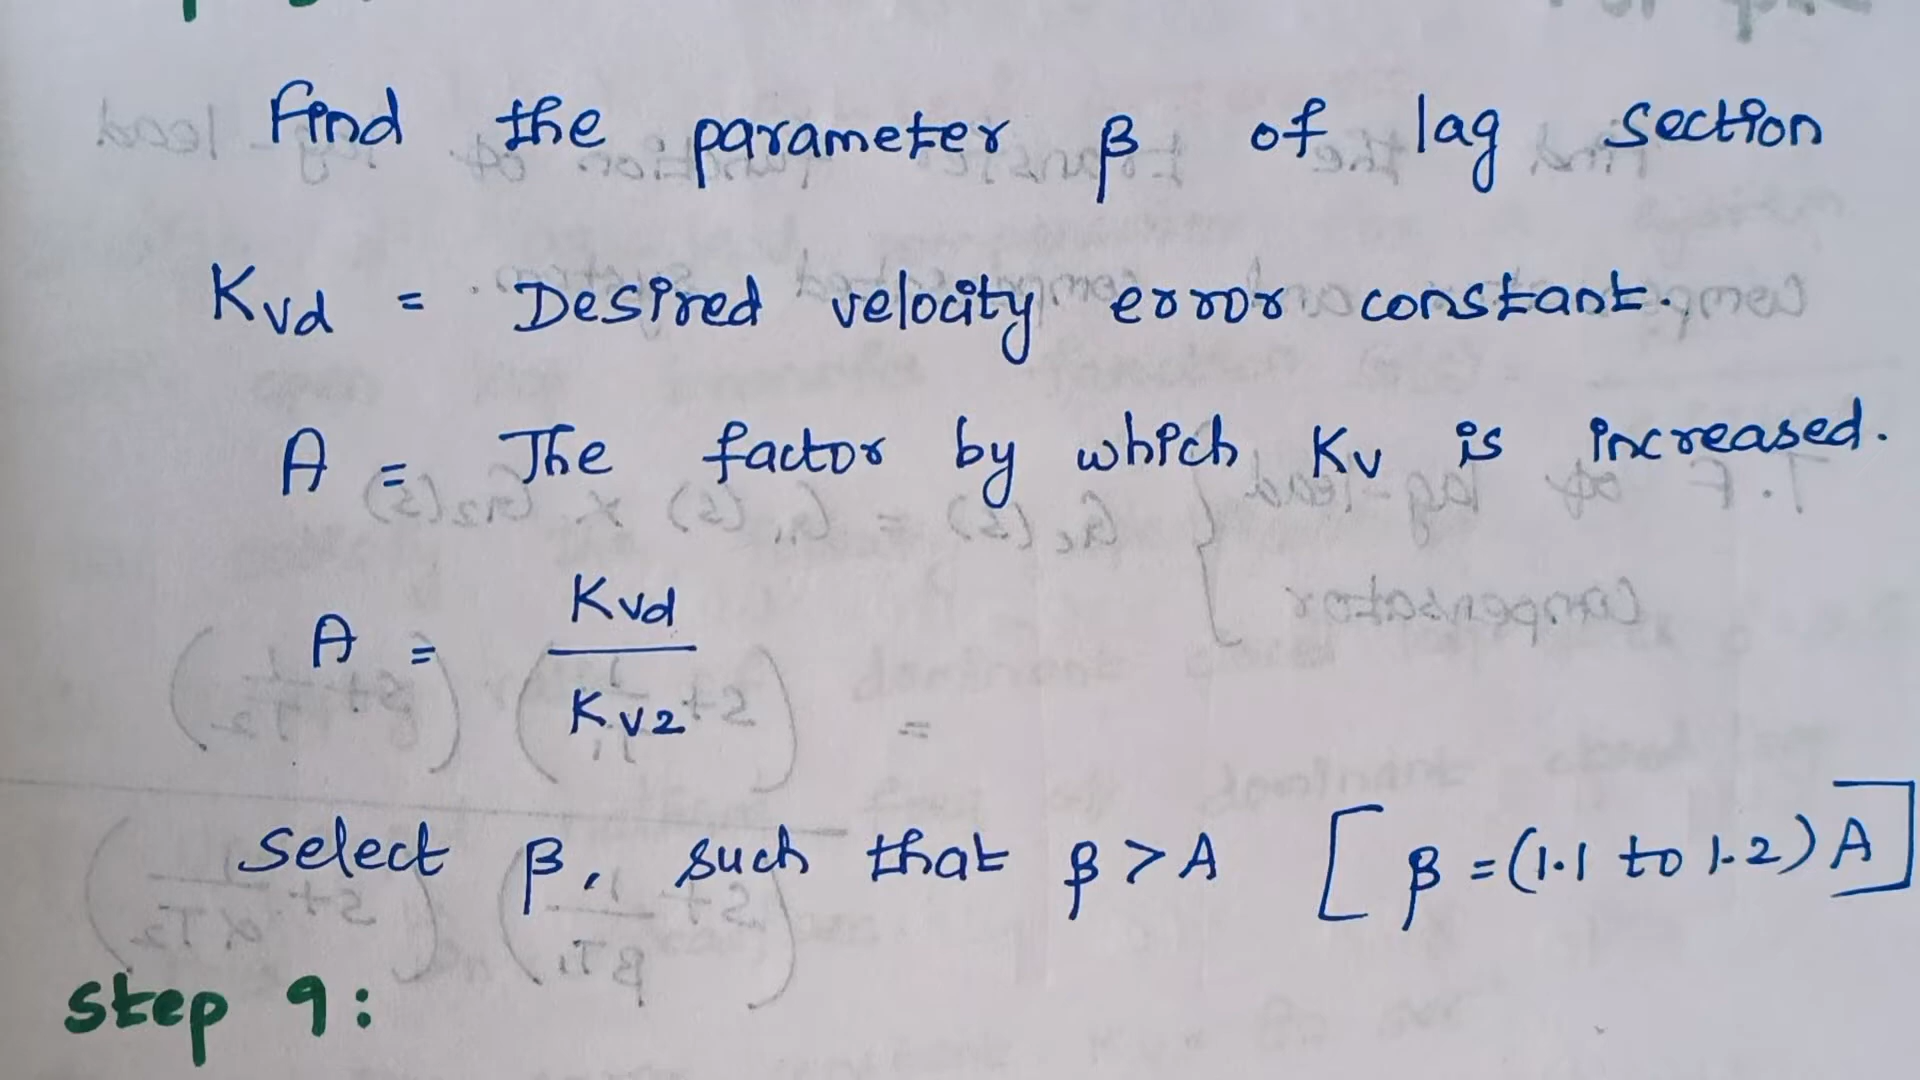 Find the parameter β of lag section
Kvd = Desired velocity error constant.
A = The factor by which Kv is increased.
A = Kvd / Kv2
Select β, such that β > A [β = (1.1 to 1.2) A]
Step 9: